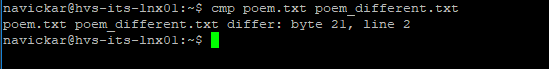 navickar@hvs-its-lnx01:~$ cmp poem.txt poem_different.txt
poem.txt poem_different.txt differ: byte 21, line 2
navickar@hvs-its-lnx01:~$